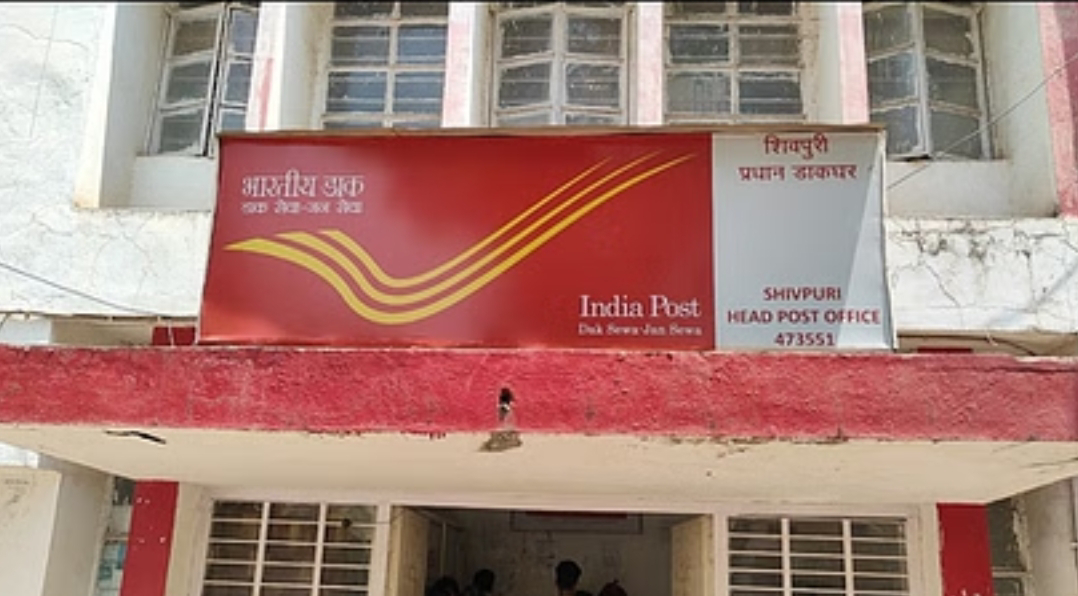 भारतीय डाक
डाक सेवा-जन सेवा
India Post
Dak Sewa-Jan Sewa
शिवपुरी
प्रधान डाकघर
SHIVPURI
HEAD POST OFFICE
473551